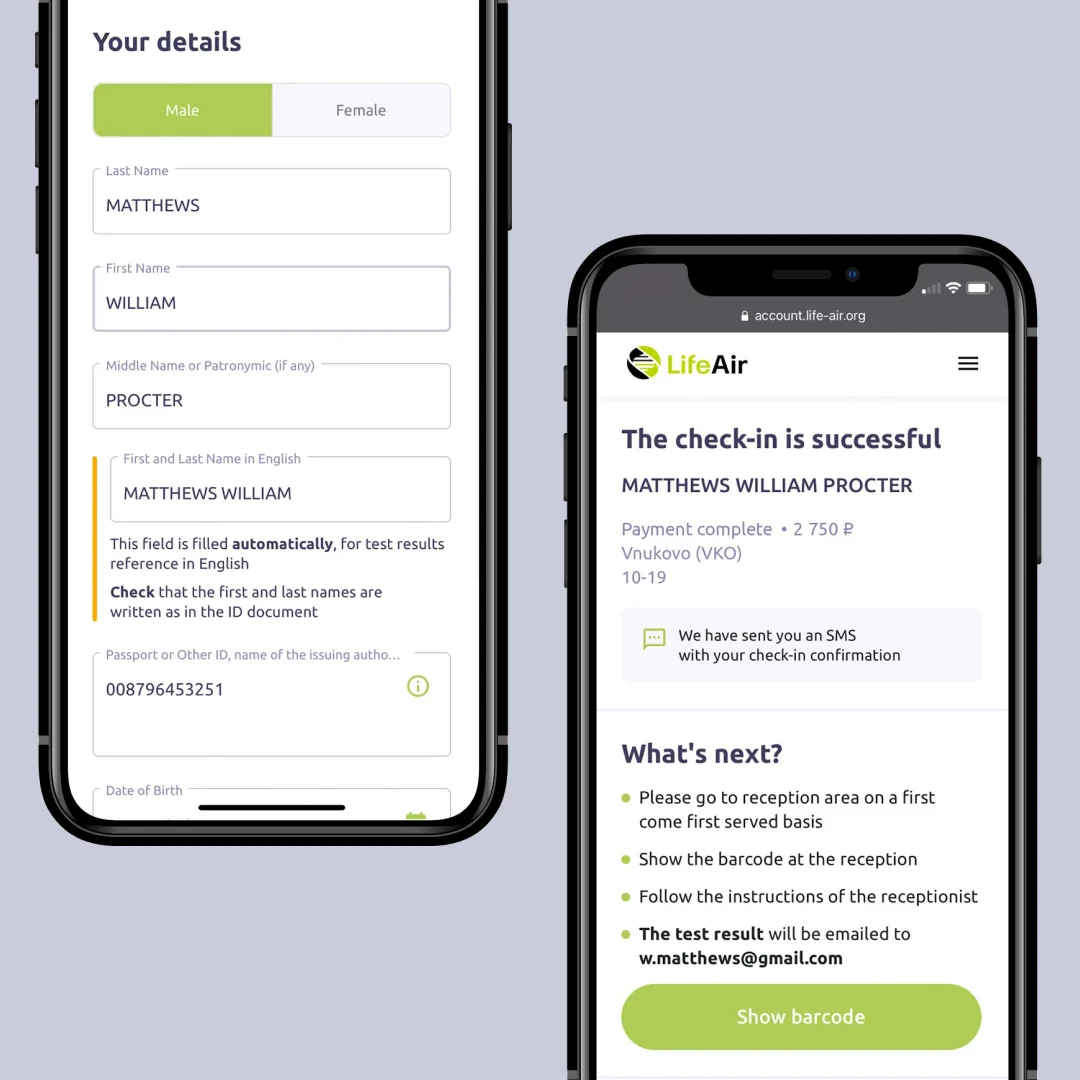 Your details
Male
Female
Last Name
MATTHEWS
First Name
WILLIAM
Middle Name or Patronymic (if any)
PROCTER
First and Last Name in English
MATTHEWS WILLIAM
This field is filled automatically, for test results
reference in English
Check that the first and last names are
written as in the ID document
Passport or Other ID, name of the issuing autho...
008796453251
Date of Birth
account.life-air.org
LifeAir
The check-in is successful
MATTHEWS WILLIAM PROCTER
Payment complete • 2 750 ₽
Vnukovo (VKO)
10-19
We have sent you an SMS
with your check-in confirmation
What's next?
Please go to reception area on a first
come first served basis
Show the barcode at the reception
Follow the instructions of the receptionist
The test result will be emailed to
w.matthews@gmail.com
Show barcode